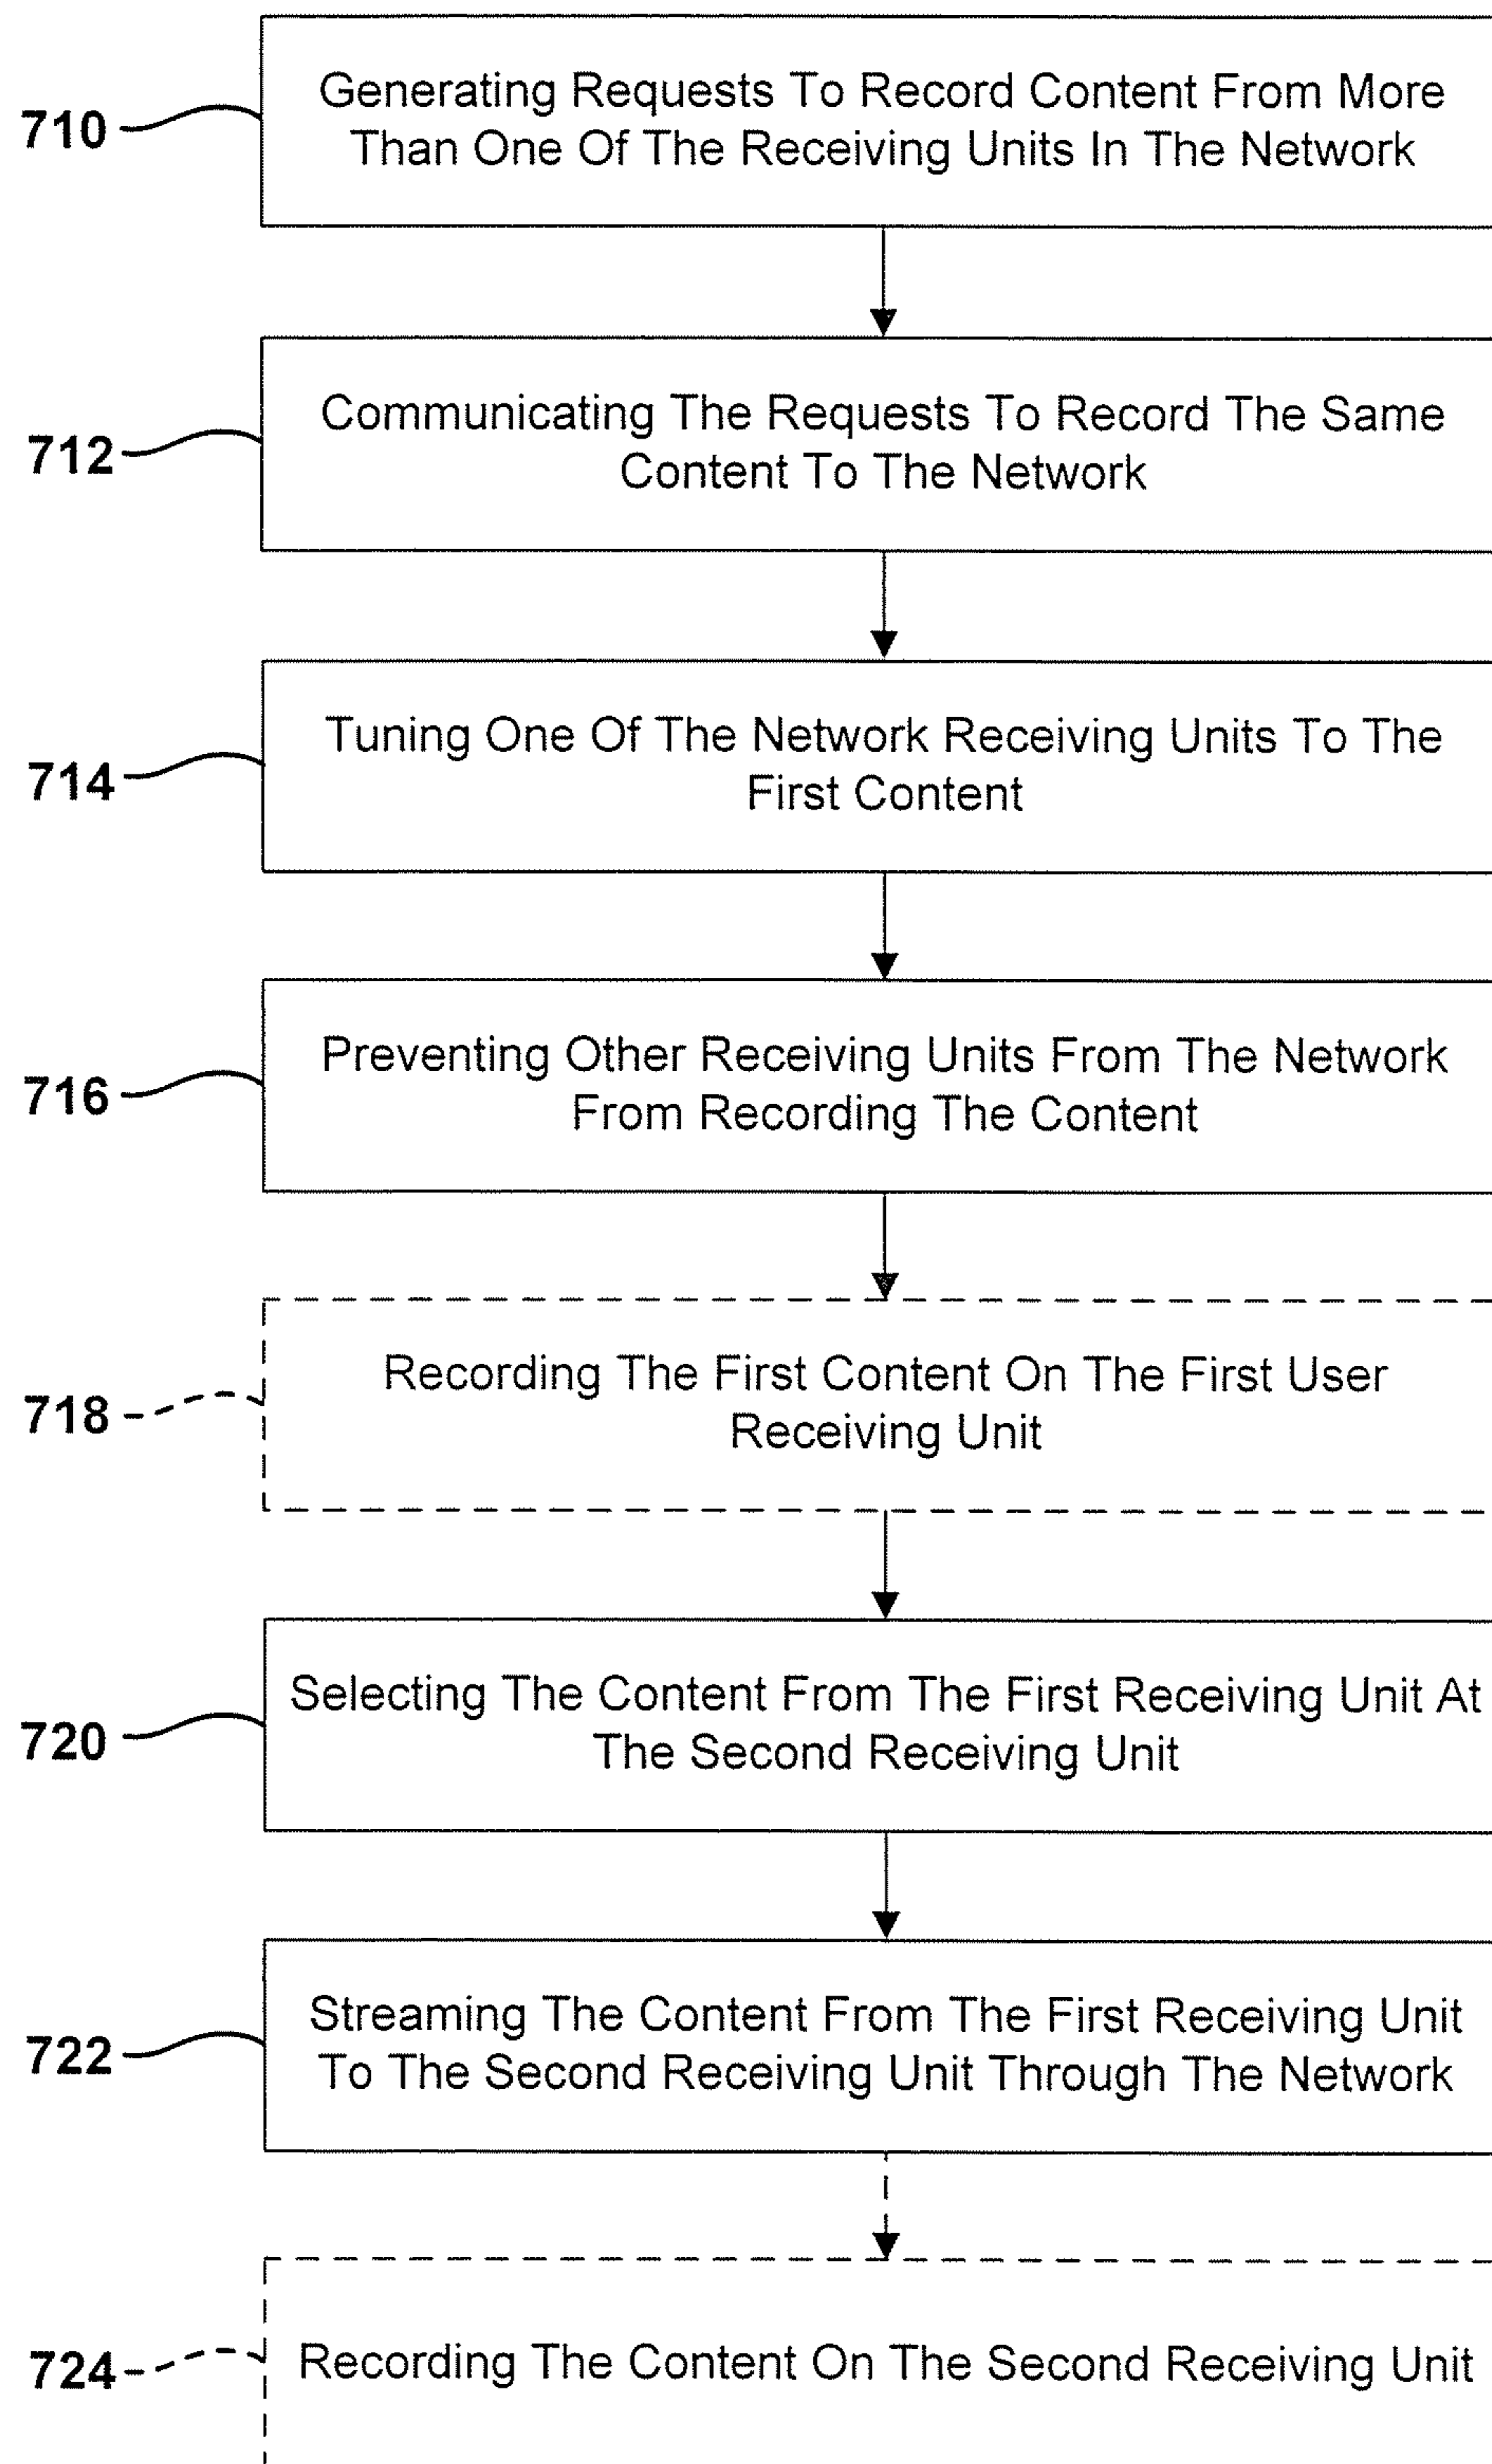 710
Generating Requests To Record Content From More
Than One Of The Receiving Units In The Network
712
Communicating The Requests To Record The Same
Content To The Network
714
Tuning One Of The Network Receiving Units To The
First Content
716
Preventing Other Receiving Units From The Network
From Recording The Content
718
Recording The First Content On The First User
Receiving Unit
720
Selecting The Content From The First Receiving Unit At
The Second Receiving Unit
722
Streaming The Content From The First Receiving Unit
To The Second Receiving Unit Through The Network
724
Recording The Content On The Second Receiving Unit